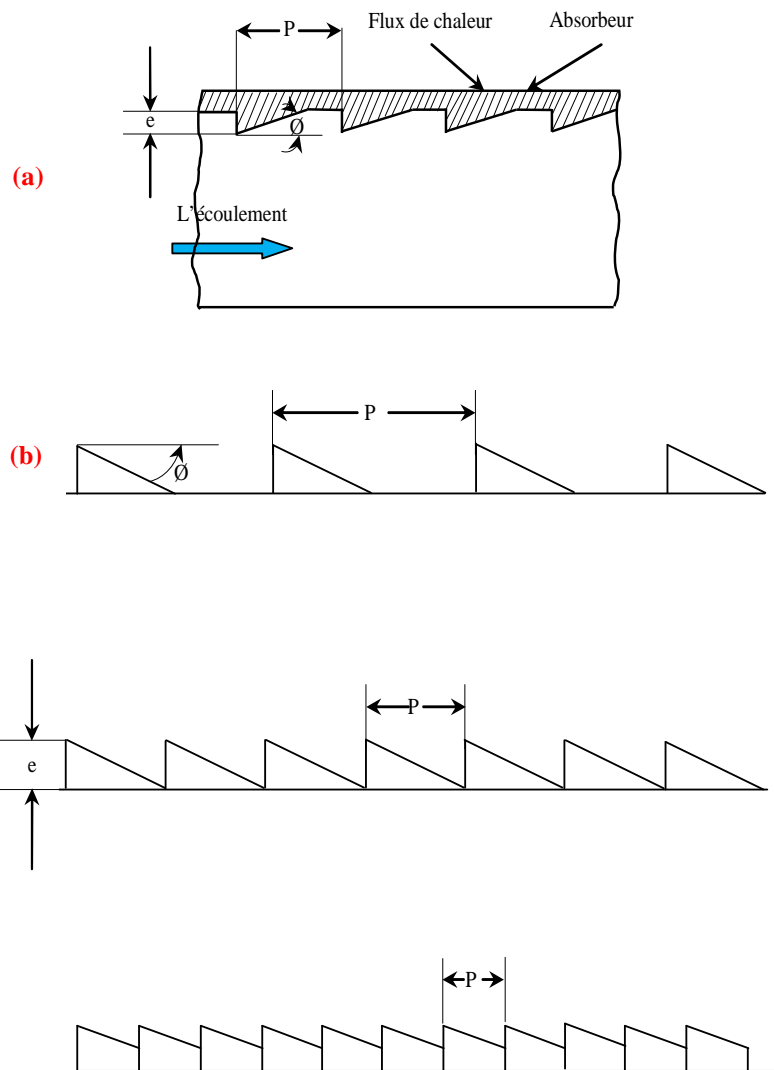 P
Flux de chaleur
Absorbeur
e
Ø
(a)
L'écoulement
P
(b)
Ø
P
e
P